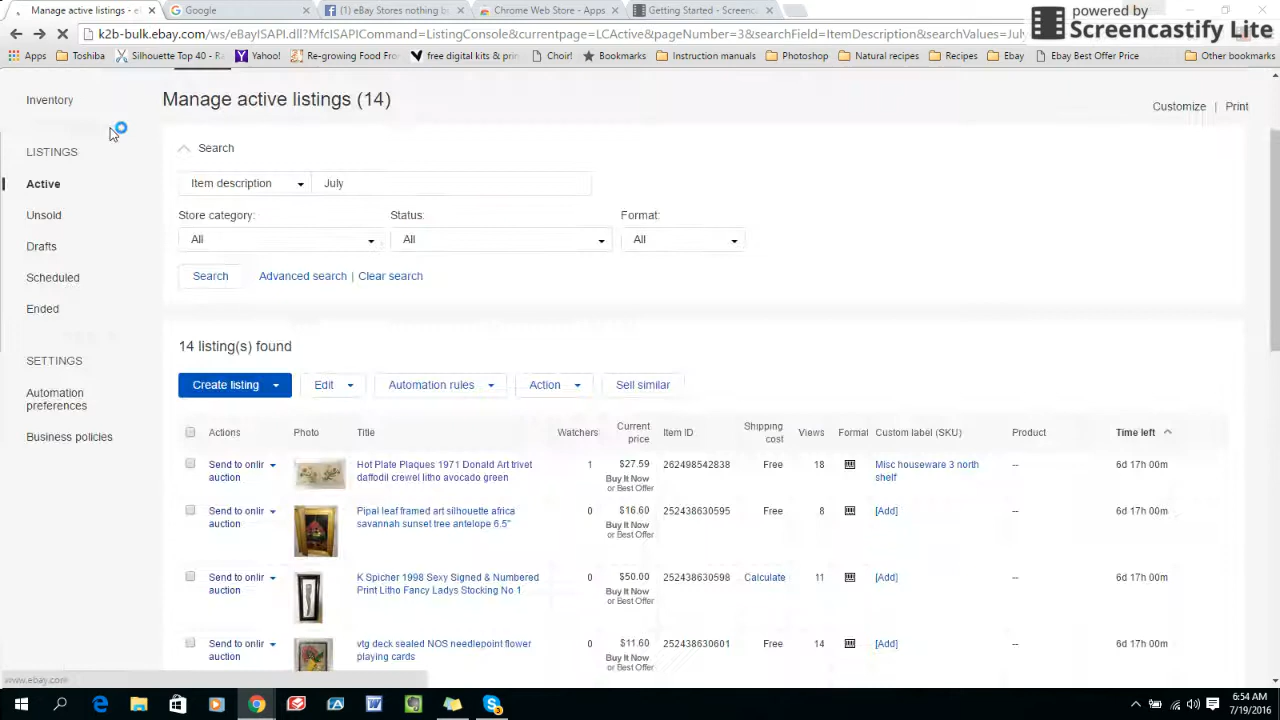 Manage active listings - e
Google
(1) eBay Stores nothing b
Chrome Web Store - Apps
Getting Started - Screenc
powered by
Screencastify Lite
k2b-bulk.ebay.com/ws/eBayISAPI.dll?MfcISAPICommand=ListingConsole&currentpage=LCActive&pageNumber=3&searchField=ItemDescription&searchValues=July
Apps
Toshiba
Silhouette Top 40 - Ra
Yahoo!
Re-growing Food Fro
free digital kits & prin
Choir!
Bookmarks
Instruction manuals
Photoshop
Natural recipes
Recipes
Ebay
Ebay Best Offer Price
Other bookmarks
Inventory
LISTINGS
Active
Unsold
Drafts
Scheduled
Ended
SETTINGS
Automation
preferences
Business policies
Manage active listings (14)
Customize | Print
Search
Item description July
Store category: Status: Format:
All All All
Search Advanced search | Clear search
14 listing(s) found
Create listing Edit Automation rules Action Sell similar
Actions Photo Title Watchers Current price Item ID Shipping cost Views Format Custom label (SKU) Product Time left
Send to onlir
auction
Hot Plate Plaques 1971 Donald Art trivet
daffodil crewel litho avocado green
1
$27.59
Buy It Now
or Best Offer
262498542838
Free
18
Misc houseware 3 north
shelf
--
6d 17h 00m
Send to onlir
auction
Pipal leaf framed art silhouette africa
savannah sunset tree antelope 6.5"
0
$16.60
Buy It Now
or Best Offer
252438630595
Free
8
[Add]
--
6d 17h 00m
Send to onlir
auction
K Spicher 1998 Sexy Signed & Numbered
Print Litho Fancy Ladys Stocking No 1
0
$50.00
Buy It Now
or Best Offer
252438630598
Calculate
11
[Add]
--
6d 17h 00m
Send to onlir
auction
vtg deck sealed NOS needlepoint flower
playing cards
0
$11.60
Buy It Now
or Best Offer
252438630601
Free
14
[Add]
--
6d 17h 00m
www.ebay.com
6:54 AM
7/19/2016